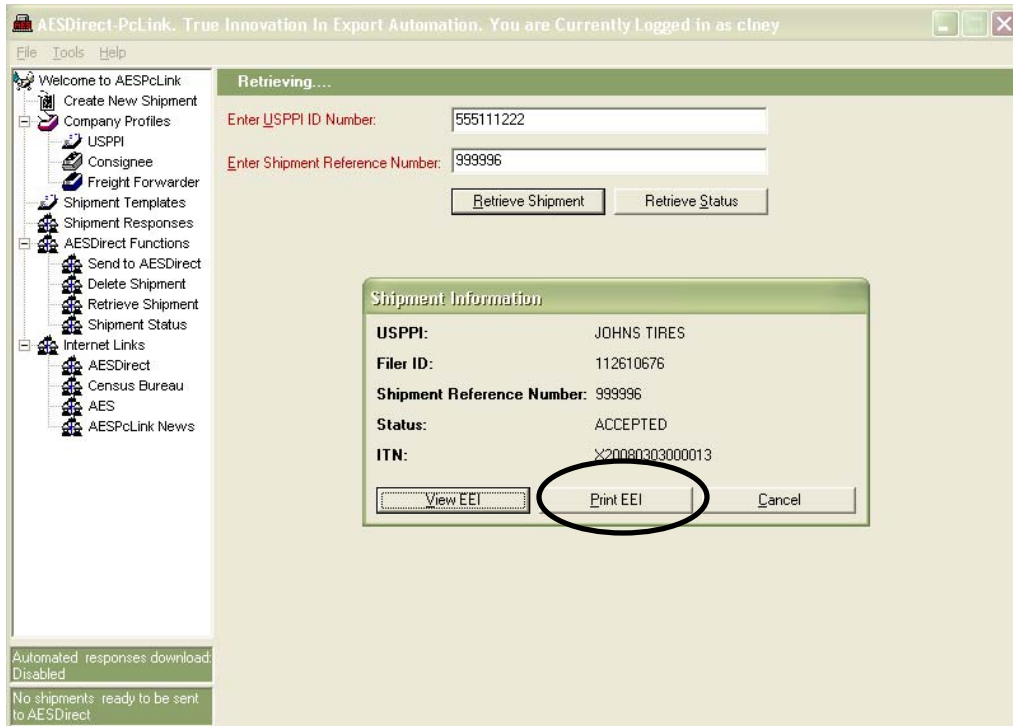 AESDirect-PcLink. True Innovation In Export Automation. You are Currently Logged in as clney
File Tools Help
Welcome to AESPcLink
Create New Shipment
Company Profiles
USPPI
Consignee
Freight Forwarder
Shipment Templates
Shipment Responses
AESDirect Functions
Send to AESDirect
Delete Shipment
Retrieve Shipment
Shipment Status
Internet Links
AESDirect
Census Bureau
AES
AESPcLink News
Automated responses download:
Disabled
No shipments ready to be sent
to AESDirect
Retrieving....
Enter USPPI ID Number: 555111222
Enter Shipment Reference Number: 999996
Retrieve Shipment Retrieve Status
Shipment Information
USPPI: JOHNS TIRES
Filer ID: 112610676
Shipment Reference Number: 999996
Status: ACCEPTED
ITN: X20080303000013
View EEI Print EEI Cancel